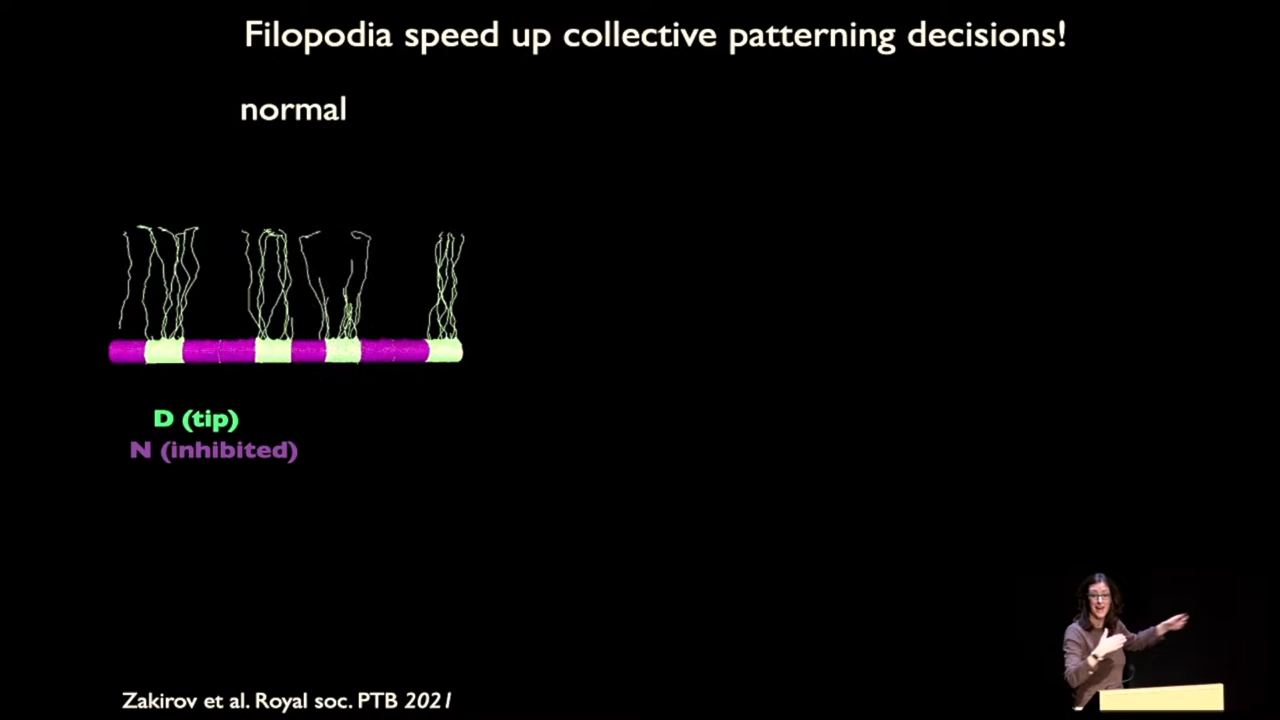 Filopodia speed up collective patterning decisions!
normal
D (tip)
N (inhibited)
Zakirov et al. Royal soc. PTB 2021